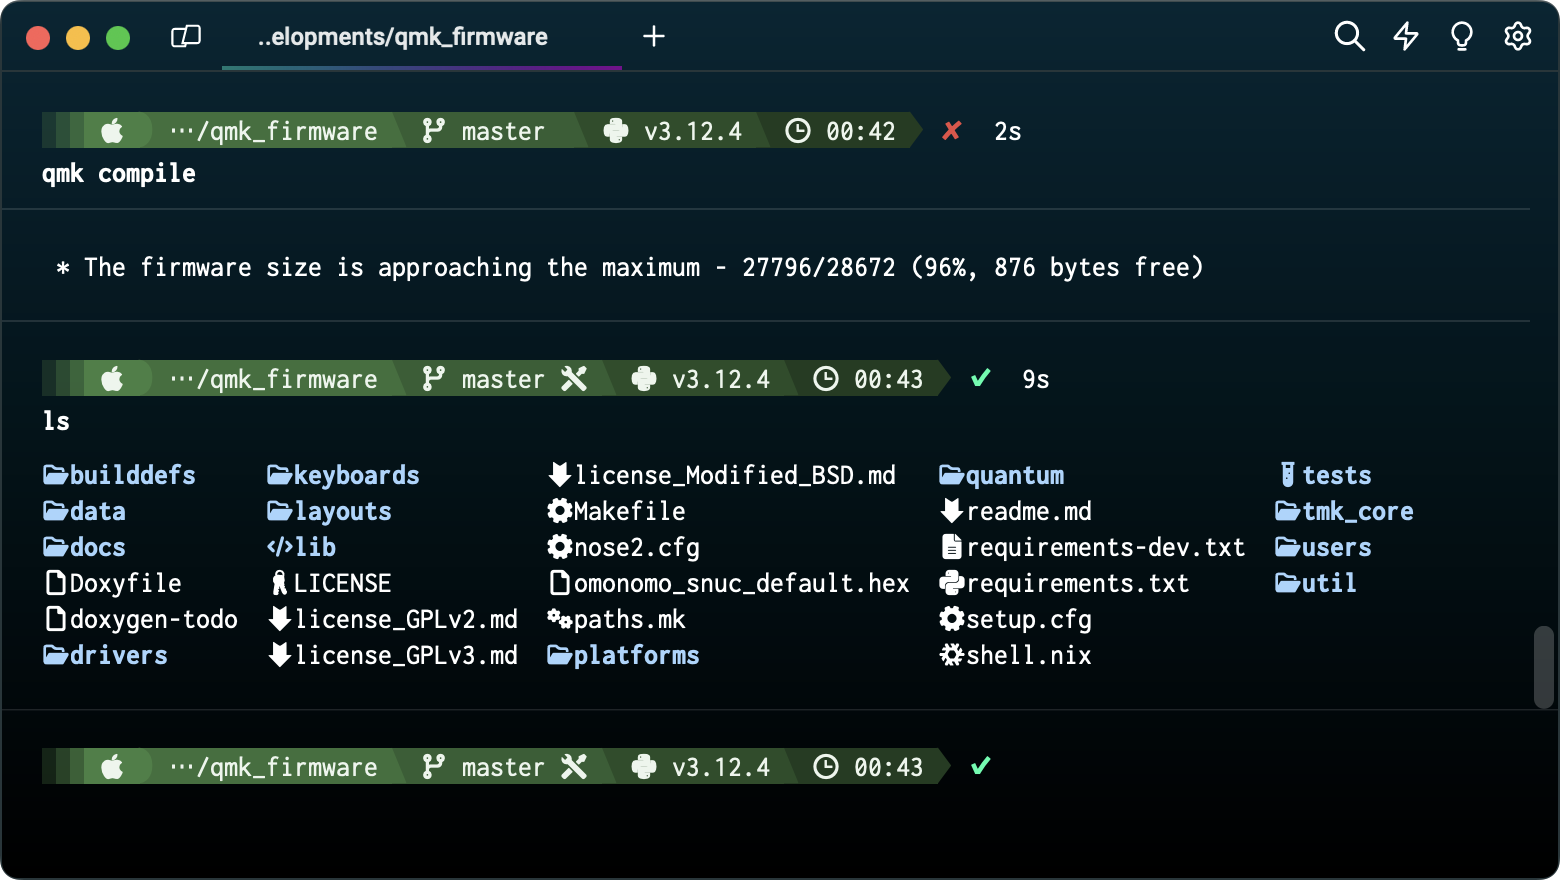 ..elopments/qmk_firmware
···/qmk_firmware master v3.12.4 00:42 ✘ 2s
qmk compile
* The firmware size is approaching the maximum - 27796/28672 (96%, 876 bytes free)
···/qmk_firmware master v3.12.4 00:43 ✔ 9s
ls
builddefs keyboards license_Modified_BSD.md quantum tests
data layouts Makefile readme.md tmk_core
docs lib nose2.cfg requirements-dev.txt users
Doxyfile LICENSE omonomo_snuc_default.hex requirements.txt util
doxygen-todo license_GPLv2.md paths.mk setup.cfg
drivers license_GPLv3.md platforms shell.nix
···/qmk_firmware master v3.12.4 00:43 ✔